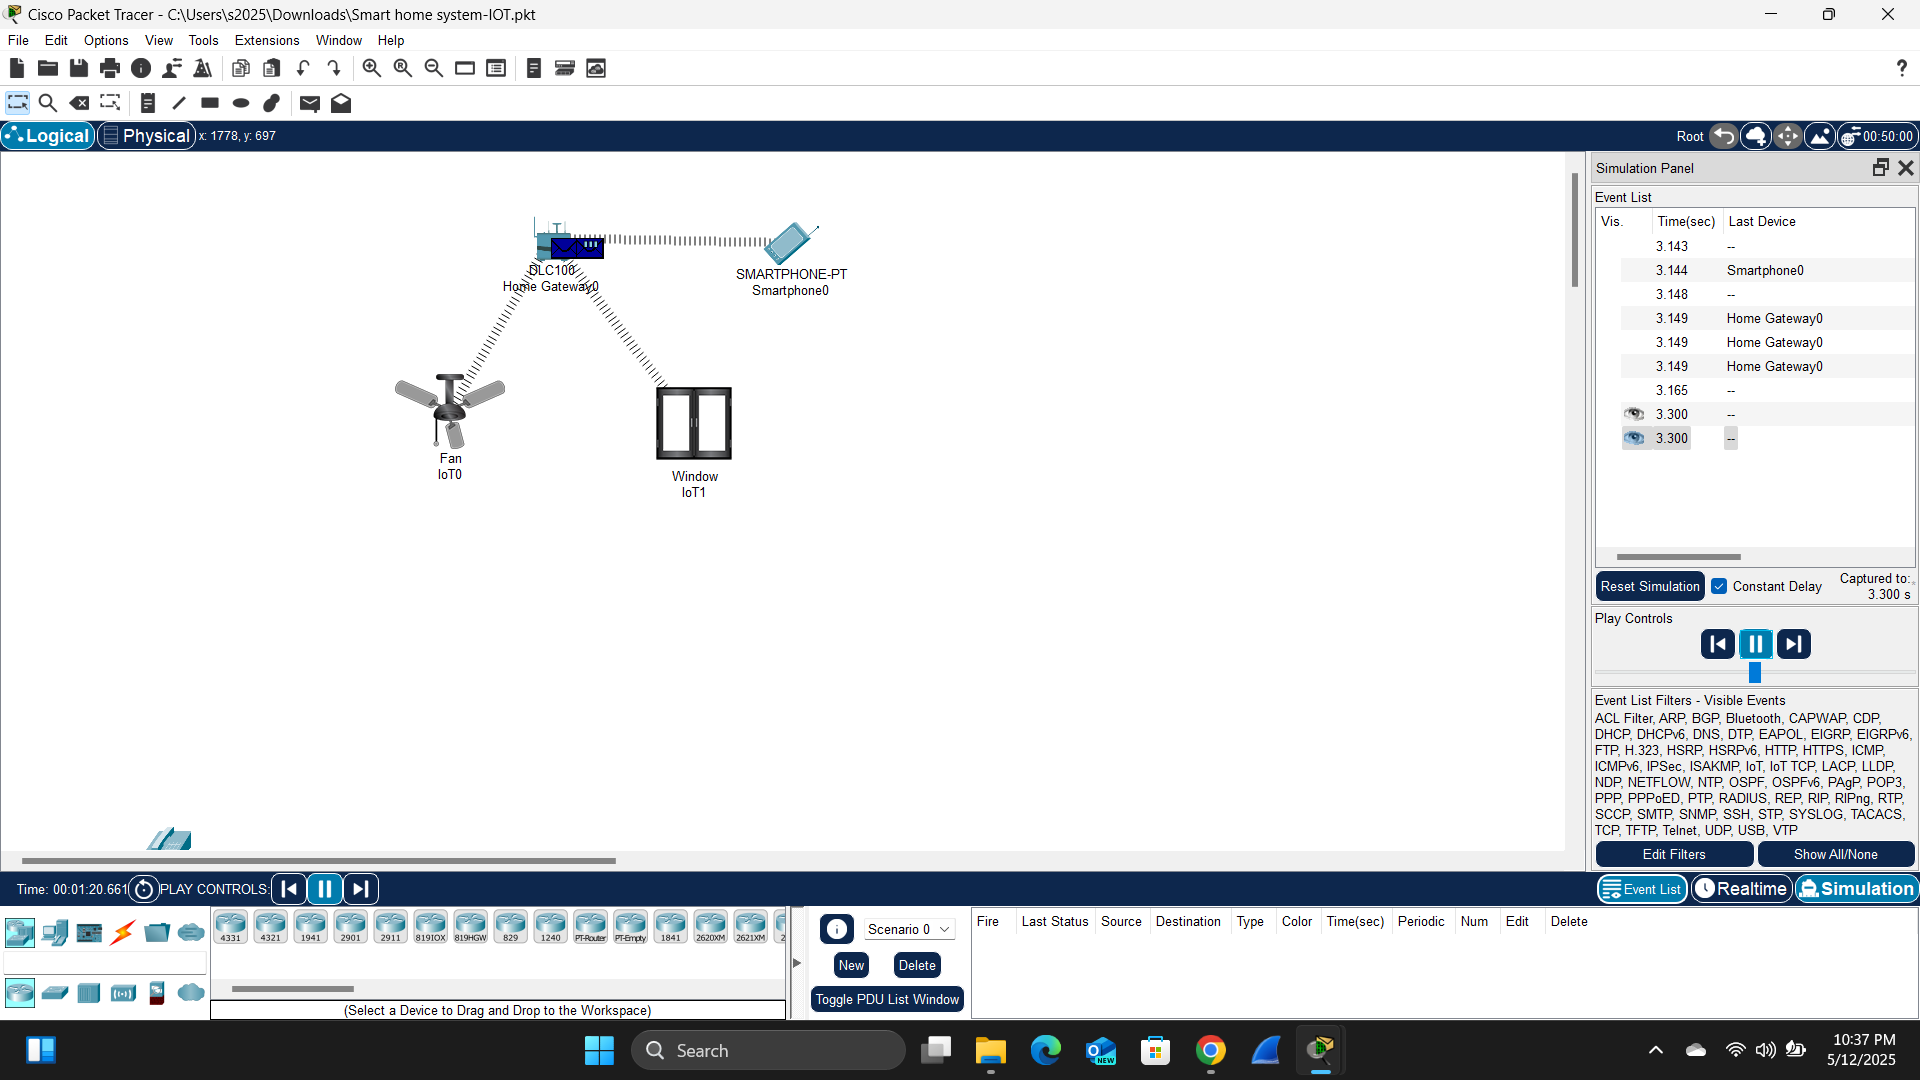 Cisco Packet Tracer - C:\Users\s2025\Downloads\Smart home system-IOT.pkt
File Edit Options View Tools Extensions Window Help
?
Logical Physical x: 1778, y: 697 Root 00:50:00
Simulation Panel
Event List
Vis. Time(sec) Last Device
3.143 --
3.144 Smartphone0
3.148 --
3.149 Home Gateway0
3.149 Home Gateway0
3.149 Home Gateway0
3.165 --
3.300 --
3.300 --
DLC100
Home Gateway0
SMARTPHONE-PT
Smartphone0
Fan
IoT0
Window
IoT1
Reset Simulation Constant Delay Captured to:
3.300 s
Play Controls
Event List Filters - Visible Events
ACL Filter, ARP, BGP, Bluetooth, CAPWAP, CDP,
DHCP, DHCPv6, DNS, DTP, EAPOL, EIGRP, EIGRPv6,
FTP, H.323, HSRP, HSRPv6, HTTP, HTTPS, ICMP,
ICMPv6, IPSec, ISAKMP, IoT, IoT TCP, LACP, LLDP,
NDP, NETFLOW, NTP, OSPF, OSPFv6, PAgP, POP3,
PPP, PPPoED, PTP, RADIUS, REP, RIP, RIPng, RTP,
SCCP, SMTP, SNMP, SSH, STP, SYSLOG, TACACS,
TCP, TFTP, Telnet, UDP, USB, VTP
Edit Filters Show All/None
Time: 00:01:20.661 PLAY CONTROLS: Event List Realtime Simulation
4331 4321 1941 2901 2911 819IOX 819HGW 829 1240 PT-Router PT-Empty 1841 2620XM 2621XM 2
(Select a Device to Drag and Drop to the Workspace)
Scenario 0
New Delete
Toggle PDU List Window
Fire Last Status Source Destination Type Color Time(sec) Periodic Num Edit Delete
Search
NEW
10:37 PM
5/12/2025